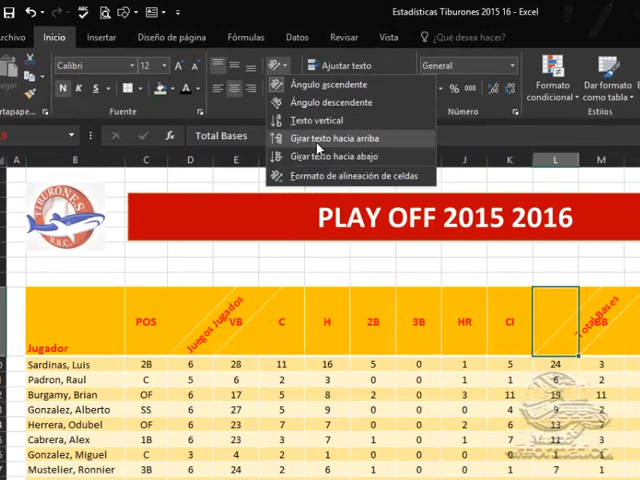 Estadísticas Tiburones 2015 16 - Excel
Archivo Inicio Insertar Diseño de página Fórmulas Datos Revisar Vista ¿Qué desea hacer?
Calibri 12 Ajustar texto General
Formato condicional Dar formato como tabla
N K S %
Portapapeles Fuente Número
Ángulo ascendente
Ángulo descendente
Texto vertical
Girar texto hacia arriba
Girar texto hacia abajo
Formato de alineación de celdas
fx Total Bases
A B C D E F G H I J K L M
TIBURONES
B.B.C.
PLAY OFF 2015 2016
Jugador POS Juegos Jugados VB C H 2B 3B HR CI Total Bases BB
Sardinas, Luis 2B 6 28 11 16 5 0 1 5 24 3
Padron, Raul C 5 6 2 3 0 0 1 1 6 2
Burgamy, Brian OF 6 17 5 8 2 0 3 11 19 11
Gonzalez, Alberto SS 6 27 5 9 0 0 0 4 9 2
Herrera, Odubel OF 6 23 4 7 0 0 2 6 13
Cabrera, Alex 1B 6 23 3 7 1 0 1 7 11 3
Gonzalez, Miguel C 3 4 2 1 0 0 0 0 1
Mustelier, Ronnier 3B 6 24 2 6 1 0 0 1 7 1